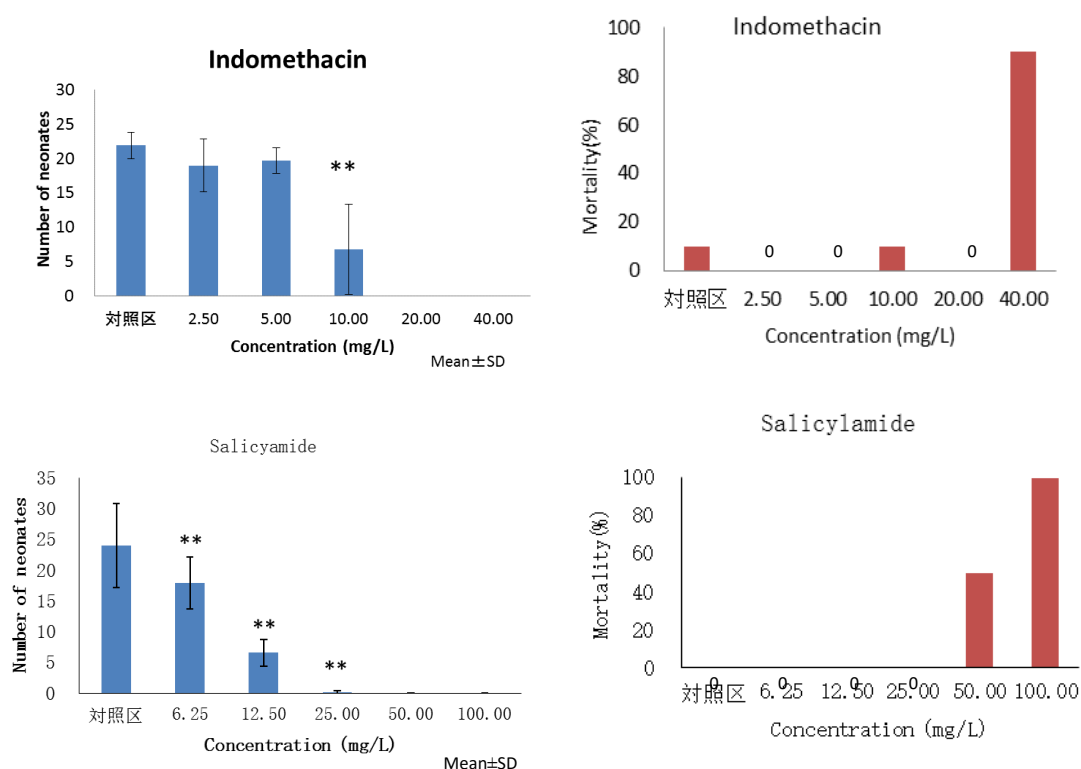 Indomethacin
Number of neonates
30
25
20
15
10
5
0
**
対照区 2.50 5.00 10.00 20.00 40.00
Concentration (mg/L)
Mean±SD
Indomethacin
Mortality(%)
100
80
60
40
20
0
0 0 0
対照区 2.50 5.00 10.00 20.00 40.00
Concentration (mg/L)
Salicyamide
Number of neonates
35
30
25
20
15
10
5
0
**
**
**
対照区 6.25 12.50 25.00 50.00 100.00
Concentration (mg/L)
Mean±SD
Salicylamide
Mortality(%)
100
80
60
40
20
0
0 0 0 0
対照区 6.25 12.50 25.00 50.00 100.00
Concentration (mg/L)